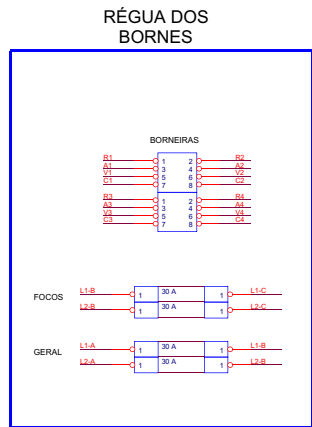 RÉGUA DOS
BORNES
BORNEIRAS
R1 1 2 R2
A1 3 4 A2
V1 5 6 V2
C1 7 8 C2
R3 1 2 R4
A3 3 4 A4
V3 5 6 V4
C3 7 8 C4
FOCOS
L1-B 1 30 A 1 L1-C
L2-B 1 30 A 1 L2-C
GERAL
L1-A 1 30 A 1 L1-B
L2-A 1 30 A 1 L2-B